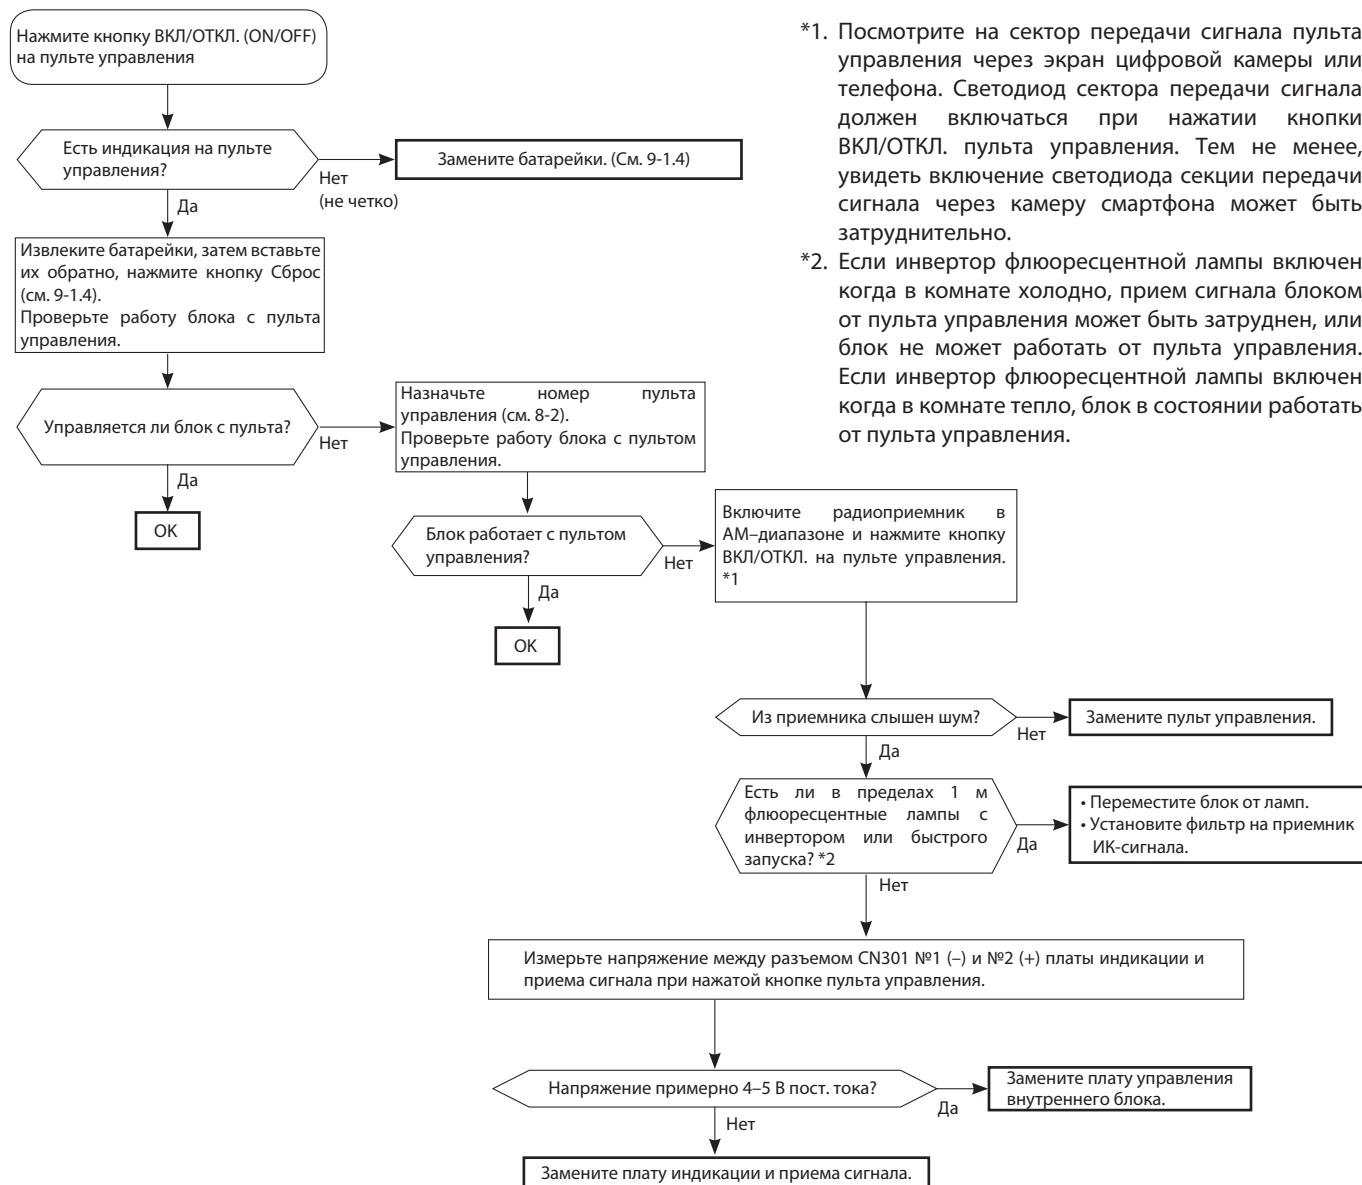 Нажмите кнопку ВКЛ/ОТКЛ. (ON/OFF)
на пульте управления
Есть индикация на пульте
управления?
Нет
(не четко)
Замените батарейки. (См. 9-1.4)
Да
Извлеките батарейки, затем вставьте
их обратно, нажмите кнопку Сброс
(см. 9-1.4).
Проверьте работу блока с пульта
управления.
Управляется ли блок с пульта?
Нет
Да
OK
Назначьте номер пульта
управления (см. 8-2).
Проверьте работу блока с пультом
управления.
Блок работает с пультом
управления?
Нет
Да
OK
Включите радиоприемник в
АМ–диапазоне и нажмите кнопку
ВКЛ/ОТКЛ. на пульте управления.
*1
Из приемника слышен шум?
Нет
Замените пульт управления.
Да
Есть ли в пределах 1 м
флюоресцентные лампы с
инвертором или быстрого
запуска? *2
Да
• Переместите блок от ламп.
• Установите фильтр на приемник
ИК-сигнала.
Нет
Измерьте напряжение между разъемом CN301 №1 (–) и №2 (+) платы индикации и
приема сигнала при нажатой кнопке пульта управления.
Напряжение примерно 4–5 В пост. тока?
Да
Замените плату управления
внутреннего блока.
Нет
Замените плату индикации и приема сигнала.
*1. Посмотрите на сектор передачи сигнала пульта
управления через экран цифровой камеры или
телефона. Светодиод сектора передачи сигнала
должен включаться при нажатии кнопки
ВКЛ/ОТКЛ. пульта управления. Тем не менее,
увидеть включение светодиода секции передачи
сигнала через камеру смартфона может быть
затруднительно.
*2. Если инвертор флюоресцентной лампы включен
когда в комнате холодно, прием сигнала блоком
от пульта управления может быть затруднен, или
блок не может работать от пульта управления.
Если инвертор флюоресцентной лампы включен
когда в комнате тепло, блок в состоянии работать
от пульта управления.